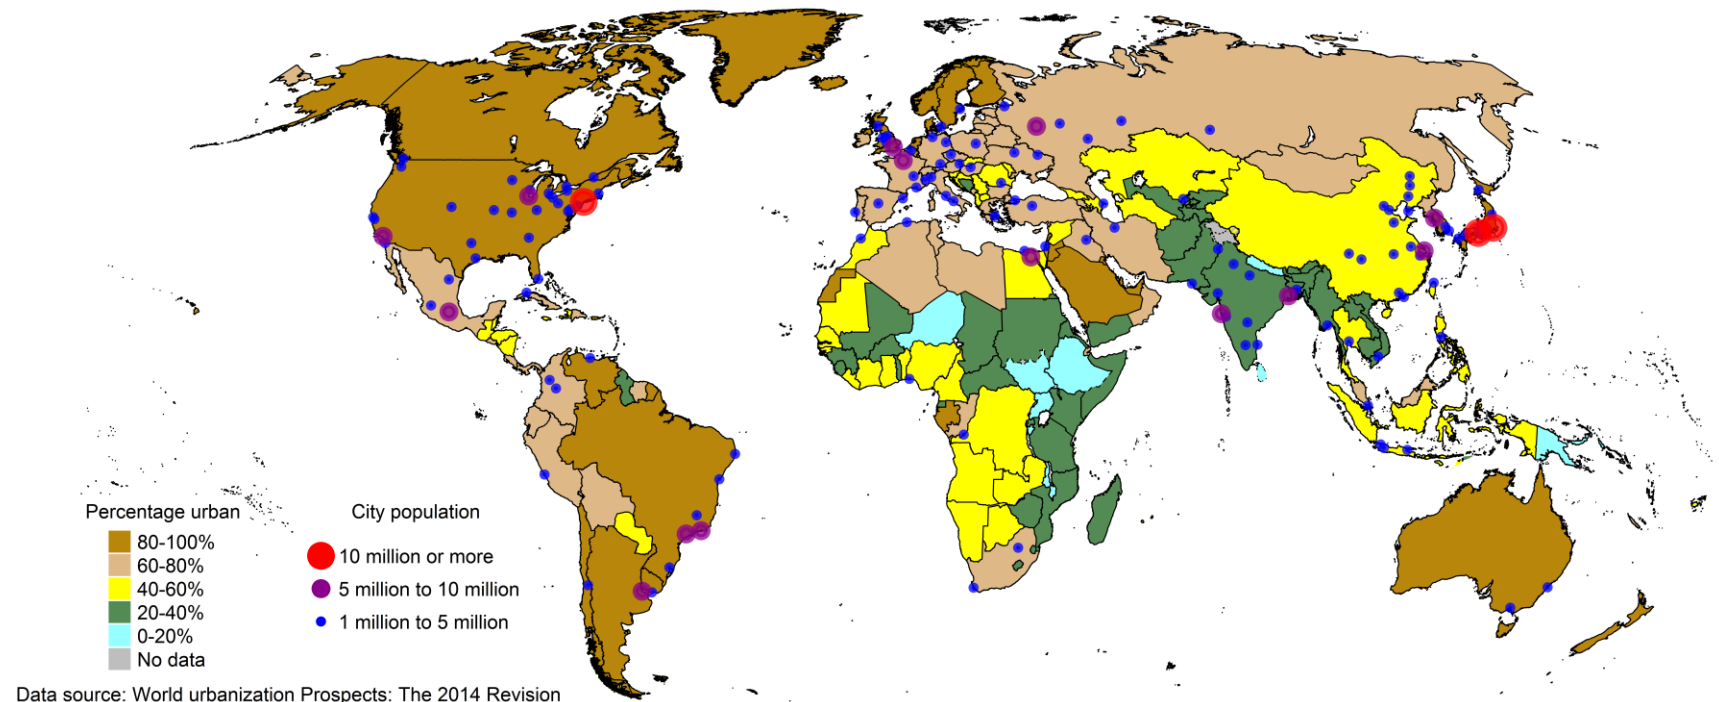 Percentage urban
80-100%
60-80%
40-60%
20-40%
0-20%
No data
City population
10 million or more
5 million to 10 million
1 million to 5 million
Data source: World urbanization Prospects: The 2014 Revision